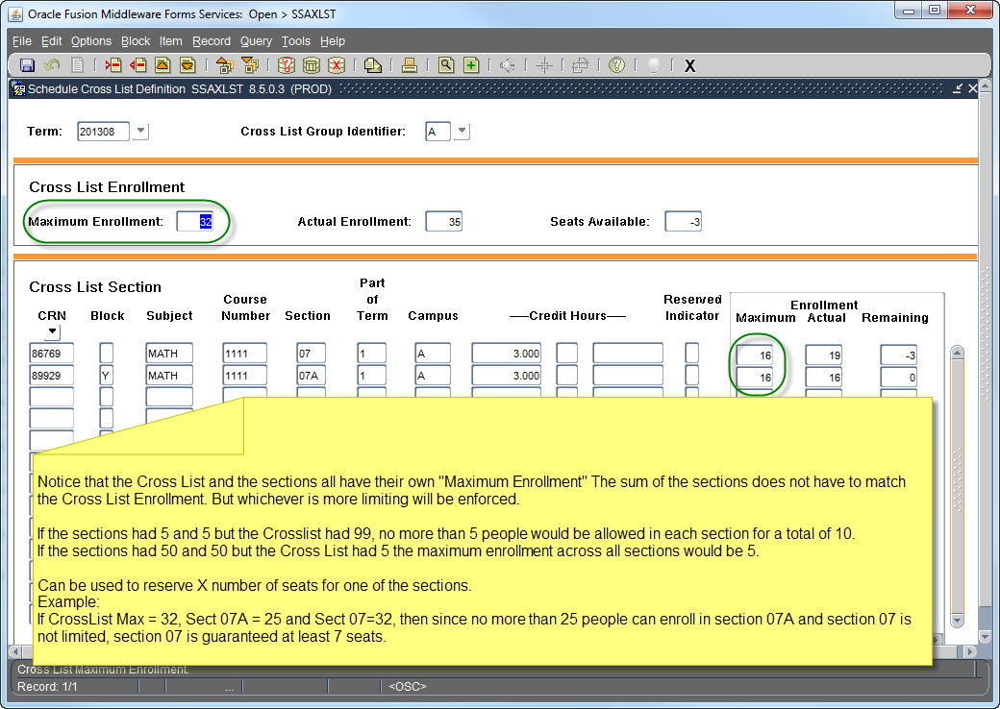 Oracle Fusion Middleware Forms Services:  Open > SSAXLST
File Edit Options Block Item Record Query Tools Help
Schedule Cross List Definition  SSAXLST  8.5.0.3  (PROD)
Term: 201308 Cross List Group Identifier: A
Cross List Enrollment
Maximum Enrollment: 32 Actual Enrollment: 35 Seats Available: -3
Cross List Section
CRN Block Subject Course Number Section Part of Term Campus Credit Hours Reserved Indicator Enrollment Maximum Actual Remaining
86769 MATH 1111 07 1 A 3.000 16 19 -3
89929 Y MATH 1111 07A 1 A 3.000 16 16 0
Notice that the Cross List and the sections all have their own "Maximum Enrollment" The sum of the sections does not have to match
the Cross List Enrollment. But whichever is more limiting will be enforced.
If the sections had 5 and 5 but the Crosslist had 99, no more than 5 people would be allowed in each section for a total of 10.
If the sections had 50 and 50 but the Cross List had 5 the maximum enrollment across all sections would be 5.
Can be used to reserve X number of seats for one of the sections.
Example:
If CrossList Max = 32, Sect 07A = 25 and Sect 07=32, then since no more than 25 people can enroll in section 07A and section 07 is
not limited, section 07 is guaranteed at least 7 seats.
Cross List Maximum Enrollment.
Record: 1/1 ... <OSC>